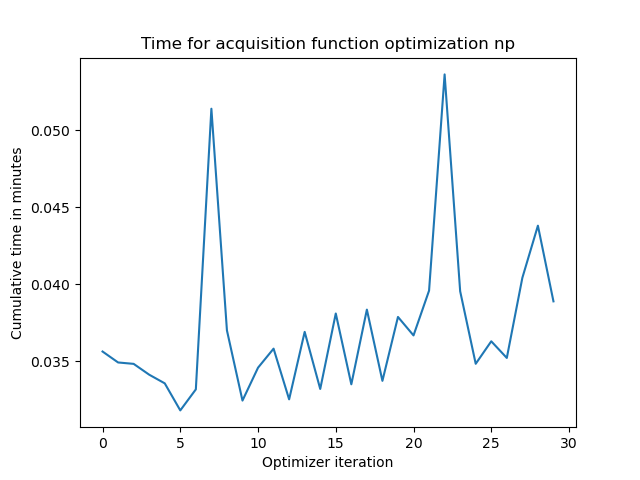 Time for acquisition function optimization np
0.050
0.045
0.040
0.035
Cumulative time in minutes
0 5 10 15 20 25 30
Optimizer iteration